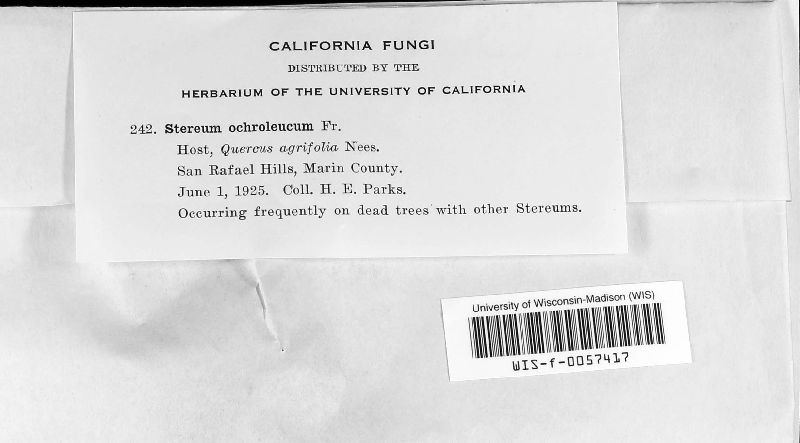 CALIFORNIA FUNGI
DISTRIBUTED BY THE
HERBARIUM OF THE UNIVERSITY OF CALIFORNIA
242. Stereum ochroleucum Fr.
Host, Quercus agrifolia Nees.
San Rafael Hills, Marin County.
June 1, 1925. Coll. H. E. Parks.
Occurring frequently on dead trees with other Stereums.
University of Wisconsin-Madison (WIS)
WIS-f-0057417